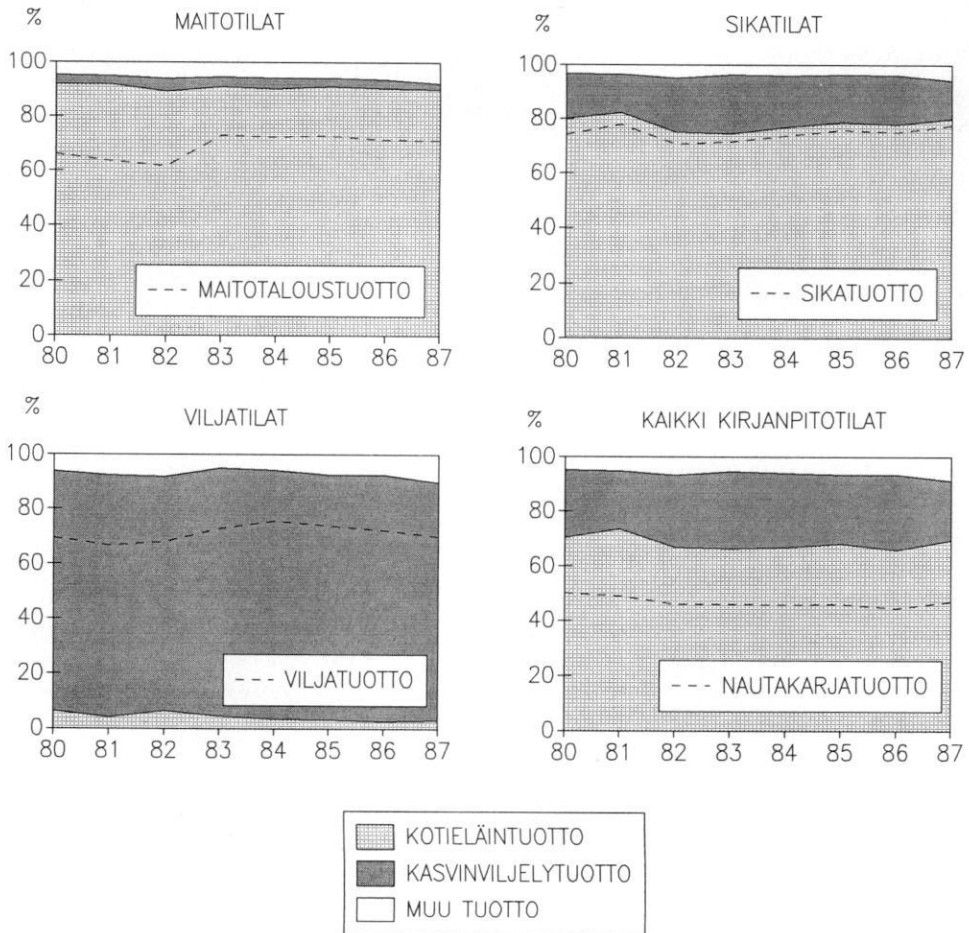 % MAITOTILAT
100
80
60
40
20
0
--- MAITOTALOUSTUOTTO
80 81 82 83 84 85 86 87
% SIKATILAT
100
80
60
40
20
0
--- SIKATUOTTO
80 81 82 83 84 85 86 87
% VILJATILAT
100
80
60
40
20
0
--- VILJATUOTTO
80 81 82 83 84 85 86 87
% KAIKKI KIRJANPITOTILAT
100
80
60
40
20
0
--- NAUTAKARJATUOTTO
80 81 82 83 84 85 86 87
KOTIELÄINTUOTTO
KASVINVILJELYTUOTTO
MUU TUOTTO